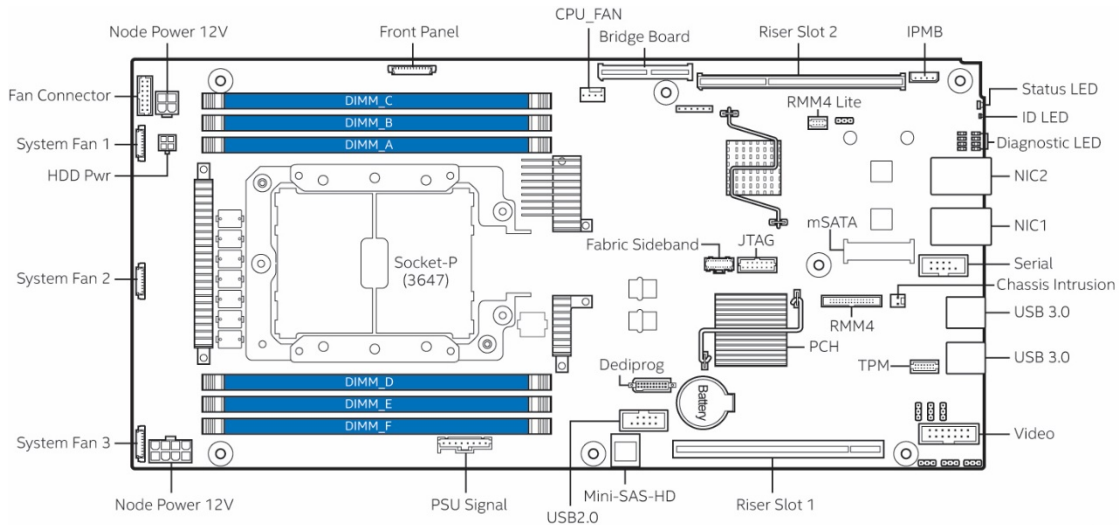 CPU_FAN
Node Power 12V
Front Panel
Bridge Board
Riser Slot 2
IPMB
Fan Connector
DIMM_C
Status LED
RMM4 Lite
DIMM_B
ID LED
System Fan 1
DIMM_A
Diagnostic LED
HDD Pwr
NIC2
mSATA
NIC1
Fabric Sideband
JTAG
Socket-P
(3647)
Serial
System Fan 2
Chassis Intrusion
RMM4
USB 3.0
PCH
Dediprog
TPM
USB 3.0
DIMM_D
Battery
DIMM_E
DIMM_F
System Fan 3
Video
Node Power 12V
PSU Signal
Mini-SAS-HD
Riser Slot 1
USB2.0